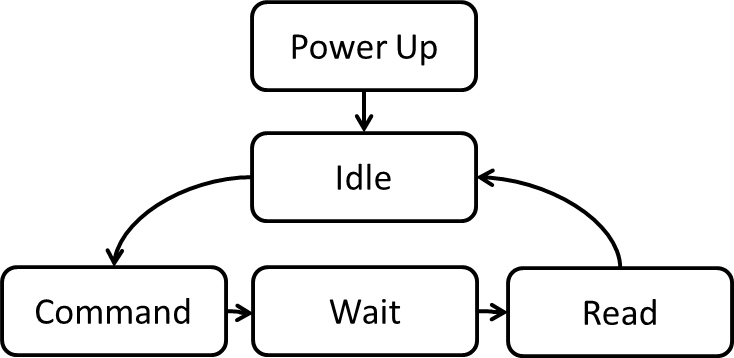 Power Up
Idle
Command
Wait
Read